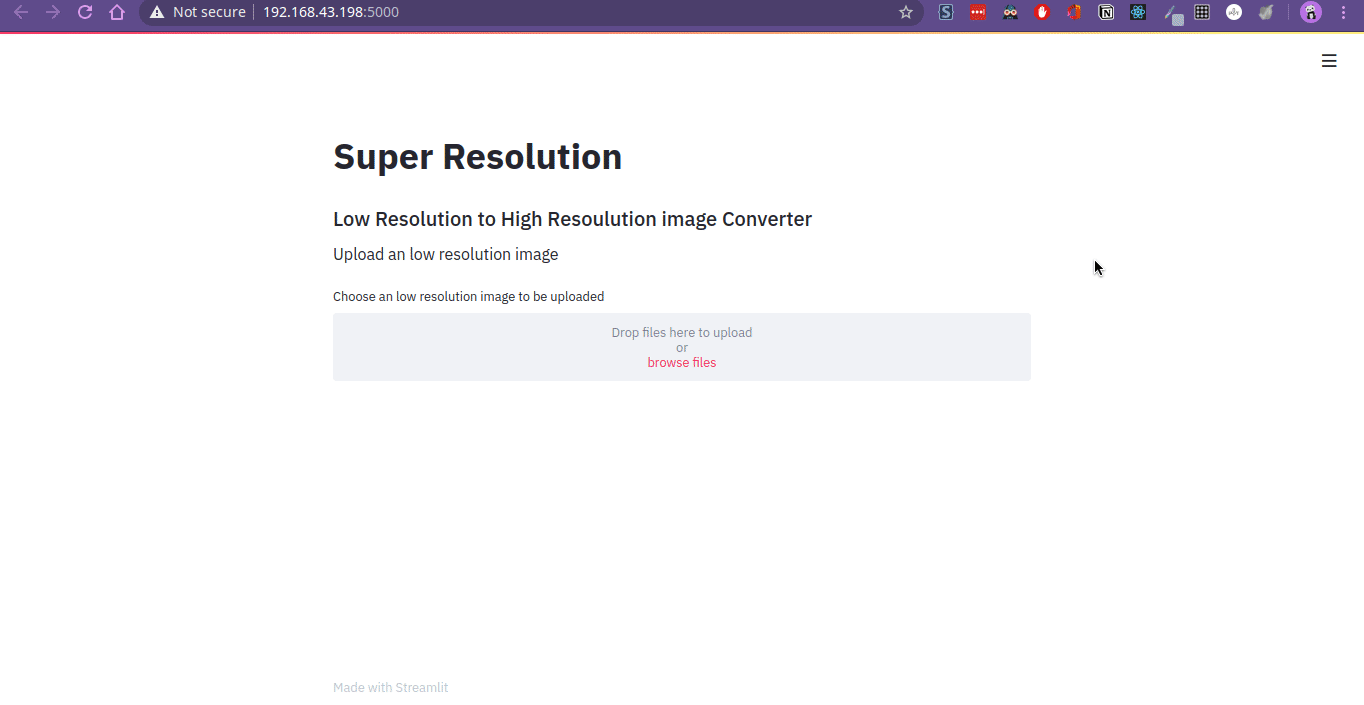 Not secure 192.168.43.198:5000
Super Resolution
Low Resolution to High Resoulution image Converter
Upload an low resolution image
Choose an low resolution image to be uploaded
Drop files here to upload
or
browse files
Made with Streamlit